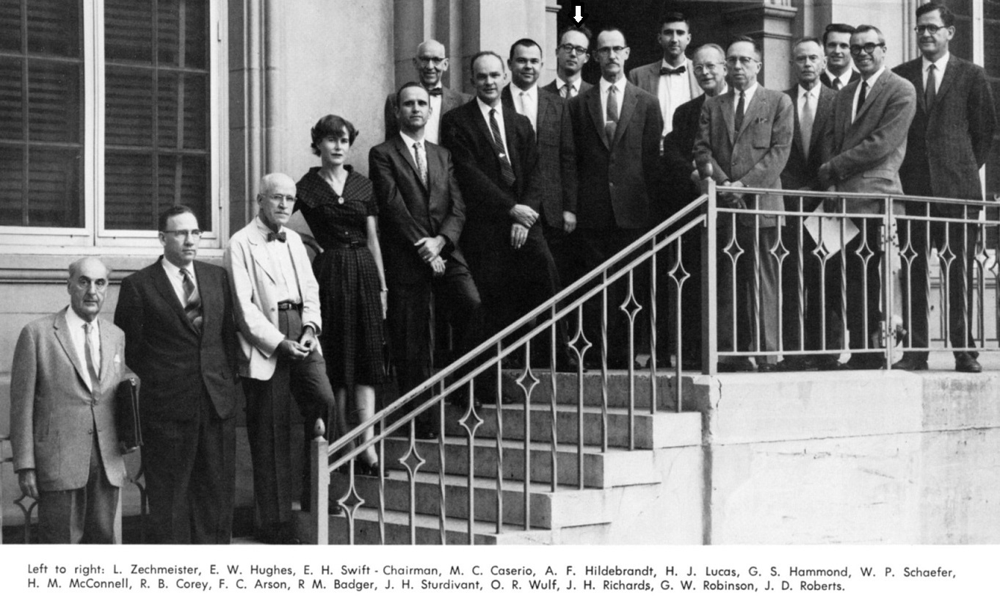 Left to right: L. Zechmeister, E. W. Hughes, E. H. Swift - Chairman, M. C. Caserio, A. F. Hildebrandt, H. J. Lucas, G. S. Hammond, W. P. Schaefer,
H. M. McConnell, R. B. Corey, F. C. Arson, R M. Badger, J. H. Sturdivant, O. R. Wulf, J. H. Richards, G. W. Robinson, J. D. Roberts.